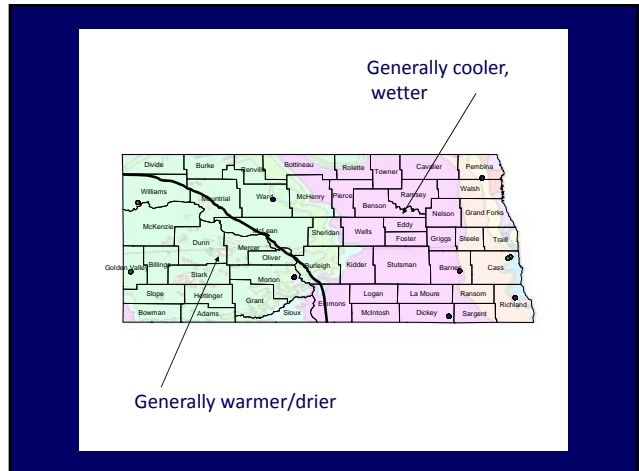 Generally cooler,
wetter
Divide Burke Renville Bottineau Rolette Towner Cavalier Pembina
Williams Mountrial Ward McHenry Pierce Benson Ramsey Walsh
Nelson Grand Forks
McKenzie Dunn Mercer McLean Sheridan Wells Eddy
Foster Griggs Steele Traill
Golden Valley Billings Stark Oliver Morton Burleigh Kidder Stutsman Barnes Cass
Slope Hettinger Grant Emmons Logan La Moure Ransom Richland
Bowman Adams Sioux McIntosh Dickey Sargent
Generally warmer/drier